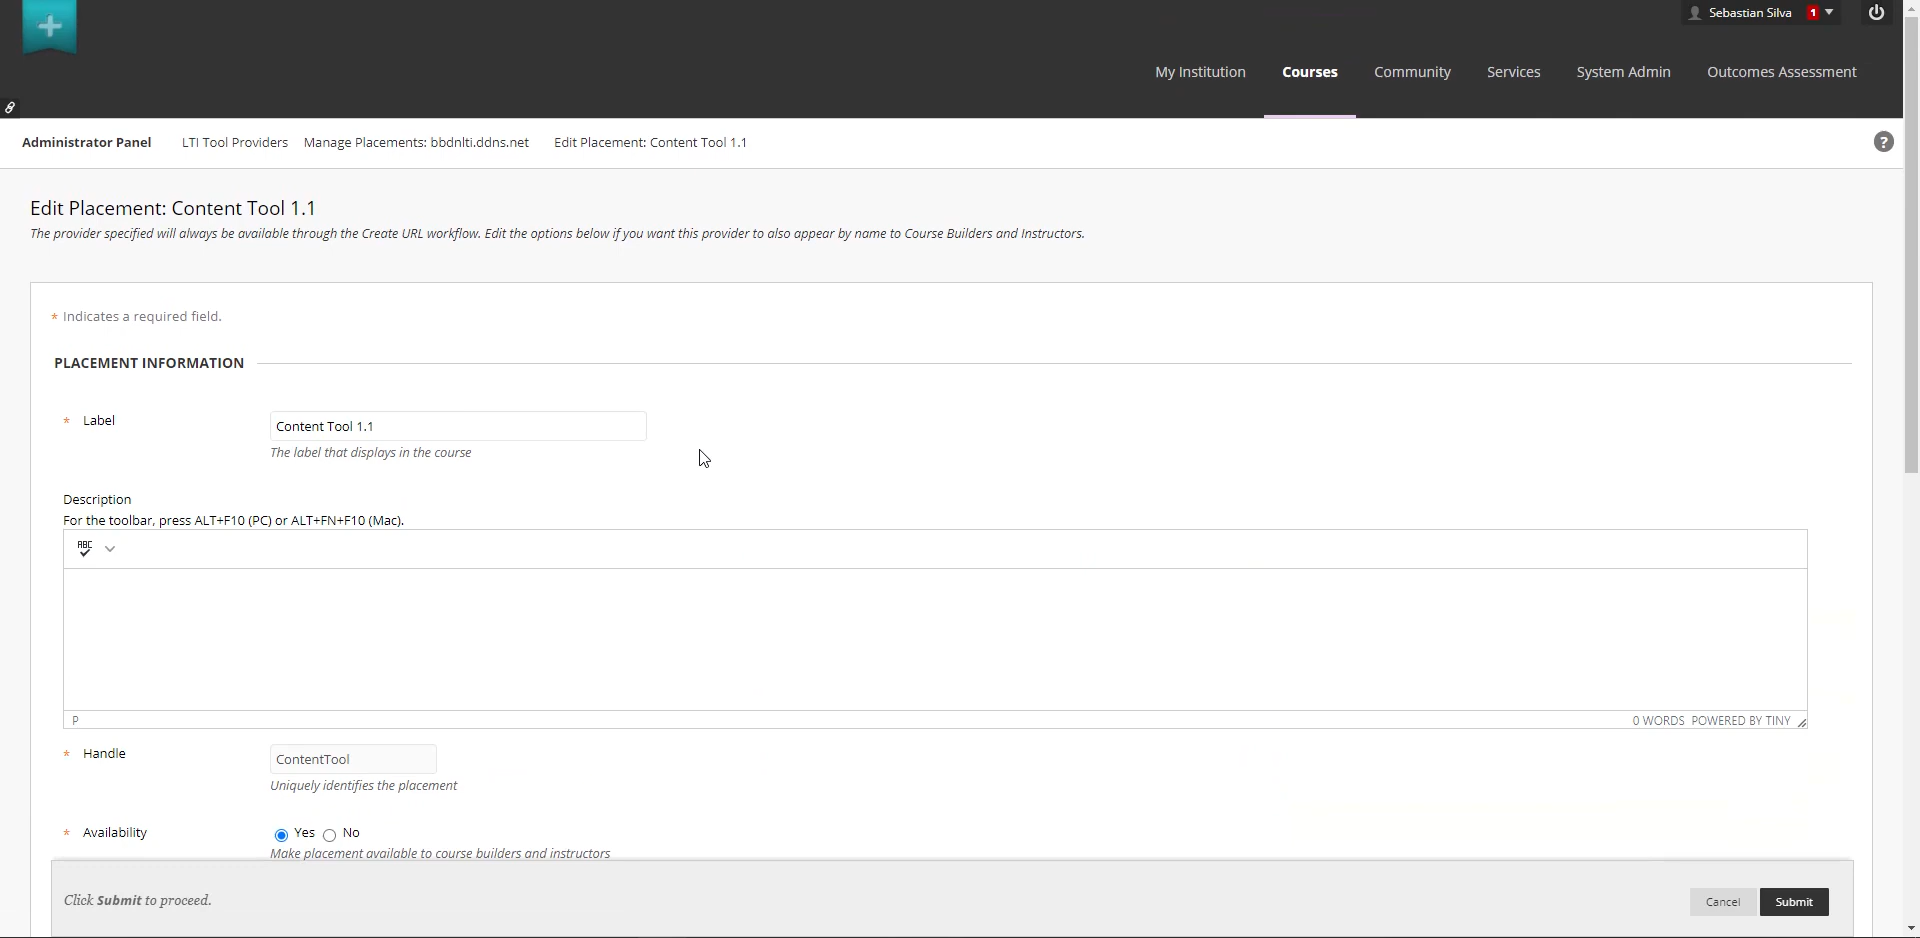 Sebastian Silva 1
My Institution Courses Community Services System Admin Outcomes Assessment
Administrator Panel LTI Tool Providers Manage Placements: bbdnlti.ddns.net Edit Placement: Content Tool 1.1 ?
Edit Placement: Content Tool 1.1
The provider specified will always be available through the Create URL workflow. Edit the options below if you want this provider to also appear by name to Course Builders and Instructors.
* Indicates a required field.
PLACEMENT INFORMATION
* Label Content Tool 1.1
The label that displays in the course
Description
For the toolbar, press ALT+F10 (PC) or ALT+FN+F10 (Mac).
ABC
P 0 WORDS POWERED BY TINY
* Handle ContentTool
Uniquely identifies the placement
* Availability Yes No
Make placement available to course builders and instructors
Click Submit to proceed. Cancel Submit